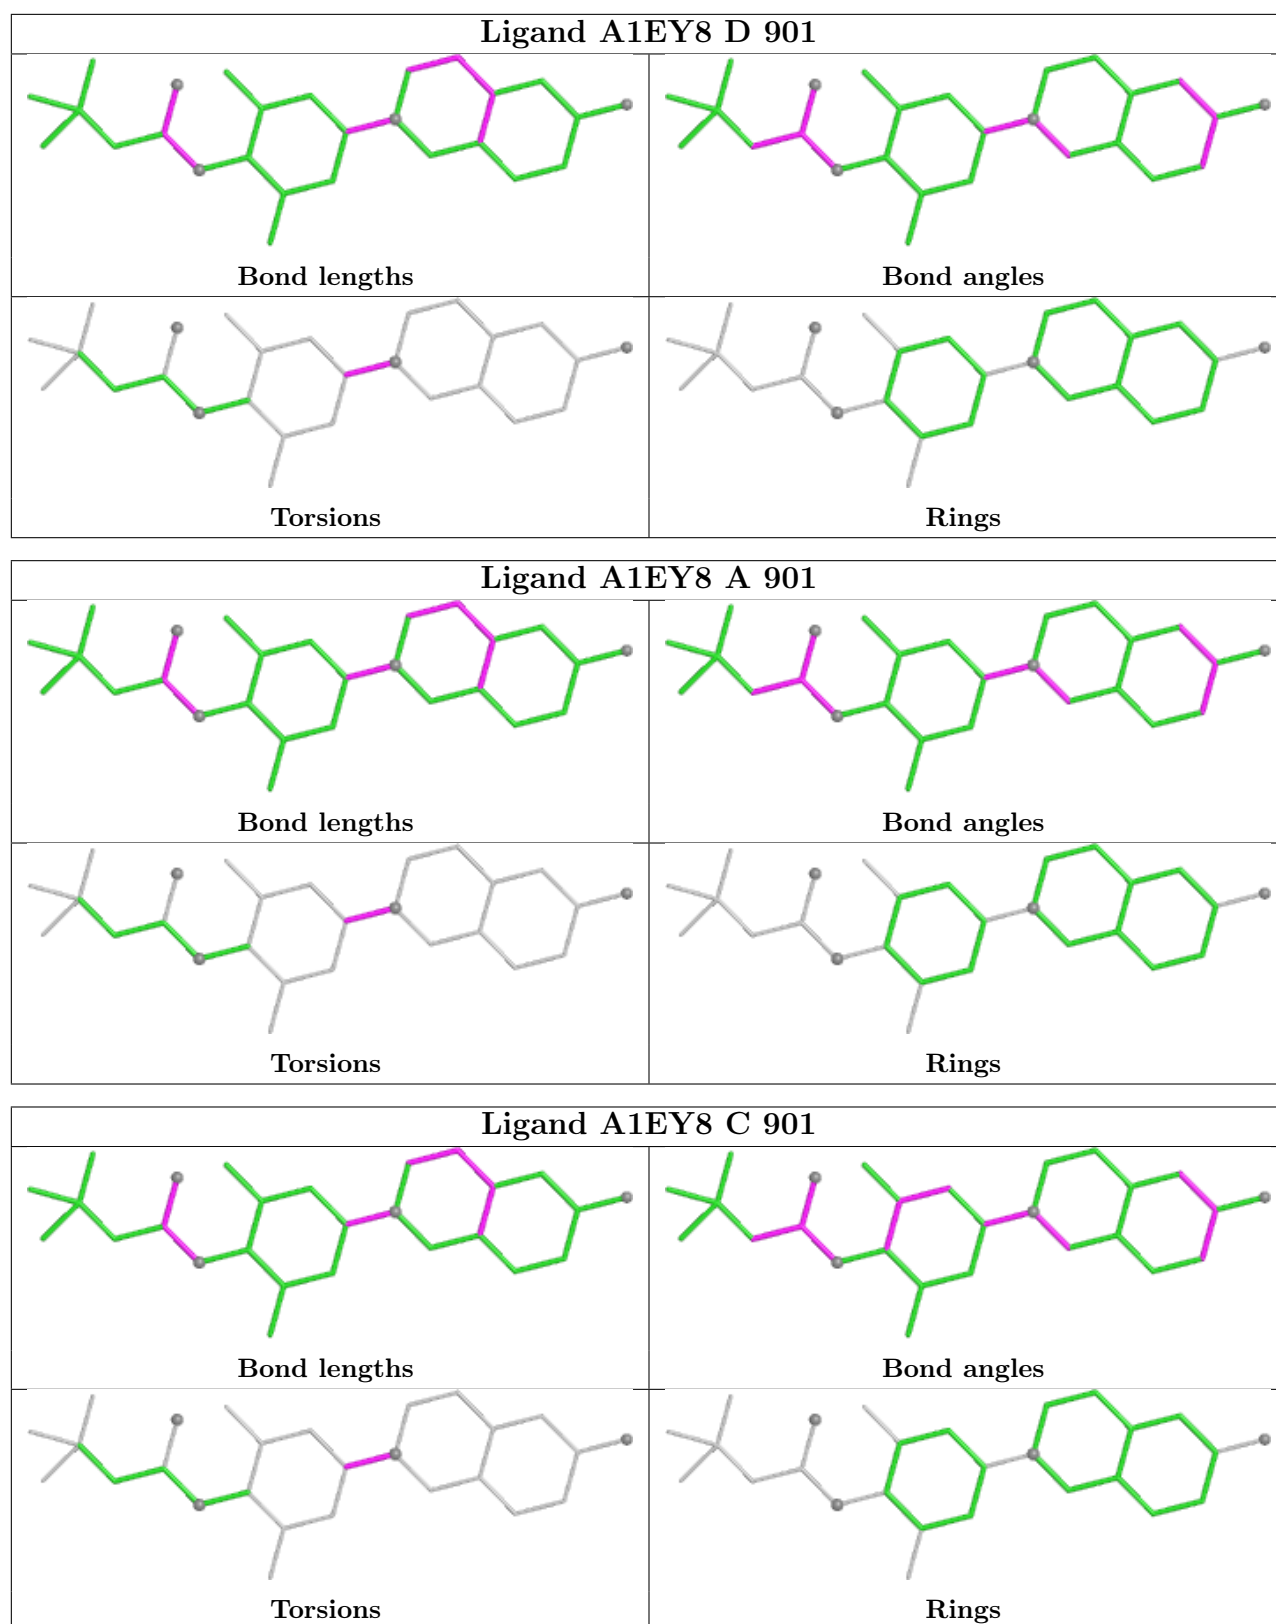 Ligand A1EY8 D 901
Bond lengths
Bond angles
Torsions
Rings
Ligand A1EY8 A 901
Bond lengths
Bond angles
Torsions
Rings
Ligand A1EY8 C 901
Bond lengths
Bond angles
Torsions
Rings